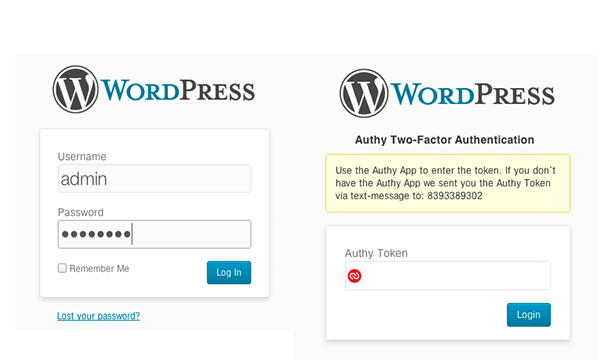 WORDPRESS
Username
admin
Password
Remember Me
Log In
Lost your password?
WORDPRESS
Authy Two-Factor Authentication
Use the Authy App to enter the token. If you don't
have the Authy App we sent you the Authy Token
via text-message to: 8393389302
Authy Token
Login